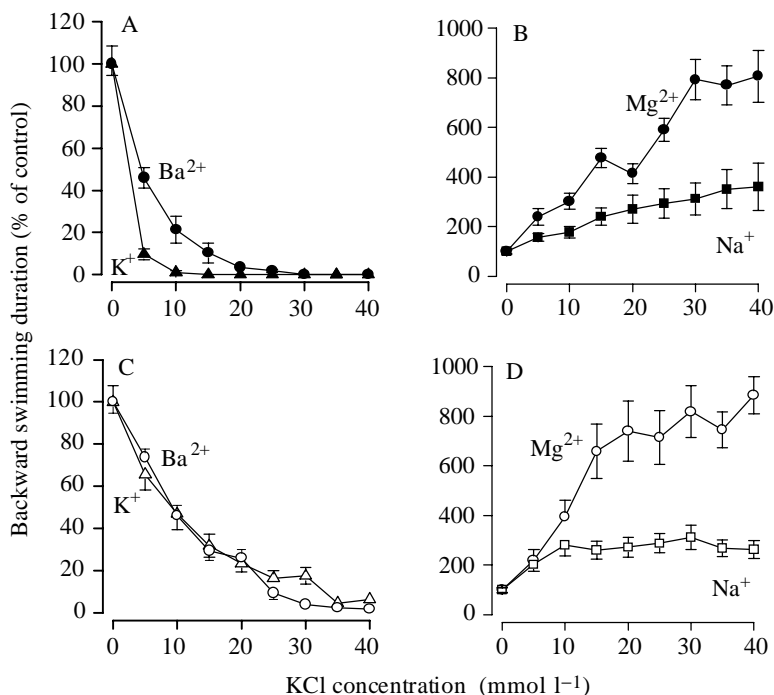 Backward swimming duration (% of control)
A
120
100
80
60
40
20
0
Ba²⁺
K⁺
0 10 20 30 40
B
1000
800
600
400
200
0
Mg²⁺
Na⁺
0 10 20 30 40
C
120
100
80
60
40
20
0
Ba²⁺
K⁺
0 10 20 30 40
D
1000
800
600
400
200
0
Mg²⁺
Na⁺
0 10 20 30 40
KCl concentration (mmol l⁻¹)